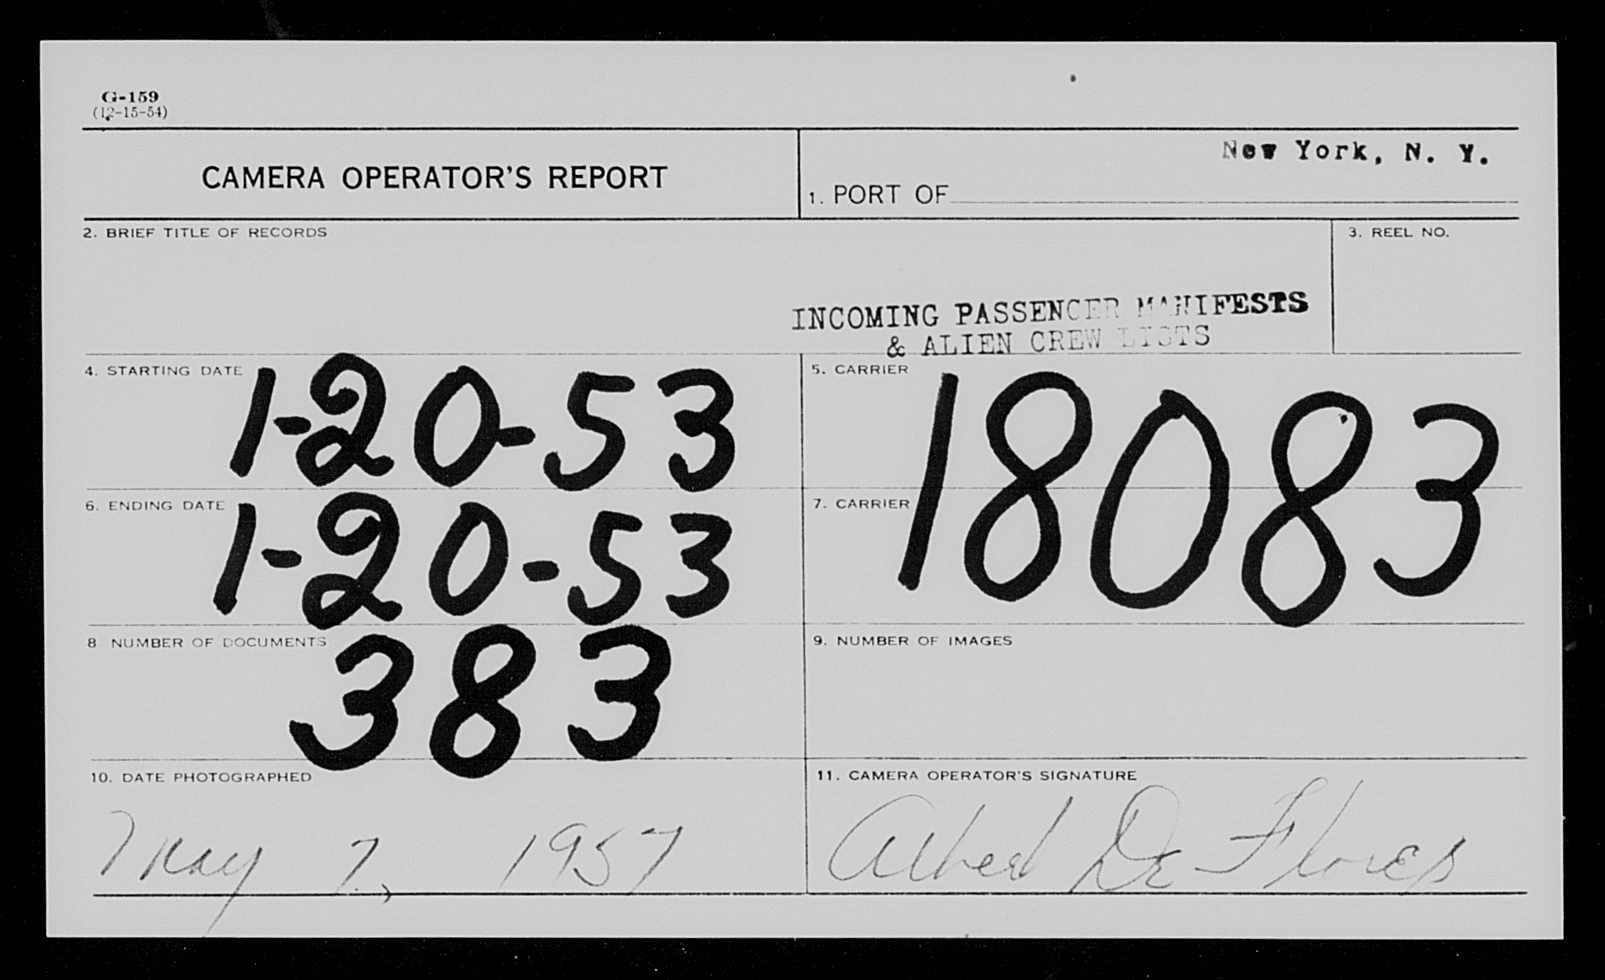 G-159
(12-15-54)
CAMERA OPERATOR'S REPORT
New York, N. Y.
1. PORT OF
2. BRIEF TITLE OF RECORDS
3. REEL NO.
INCOMING PASSENGER MANIFESTS
& ALIEN CREW LISTS
4. STARTING DATE
1-20-53
5. CARRIER
18083
6. ENDING DATE
1-20-53
7. CARRIER
8 NUMBER OF DOCUMENTS
383
9. NUMBER OF IMAGES
10. DATE PHOTOGRAPHED
May 7, 1957
11. CAMERA OPERATOR'S SIGNATURE
Albert De Flores